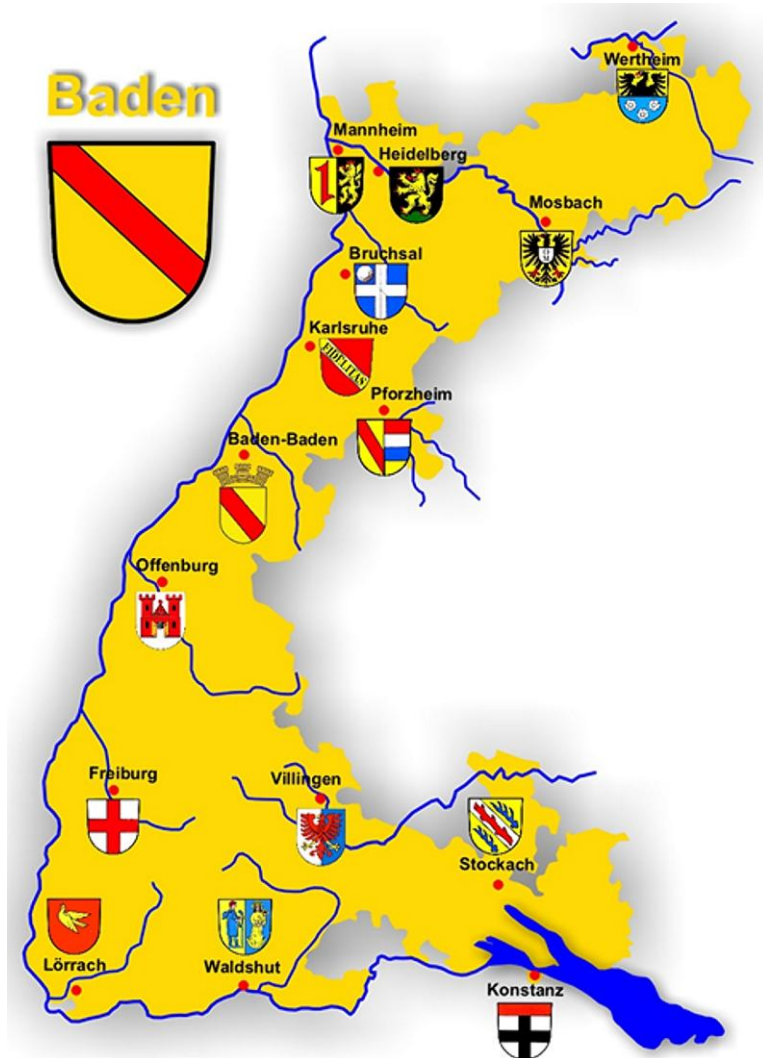 Baden
Wertheim
Mannheim
Heidelberg
Mosbach
Bruchsal
Karlsruhe
FIDELITAS
Pforzheim
Baden-Baden
Offenburg
Freiburg
Villingen
Stockach
Lörrach
Waldshut
Konstanz